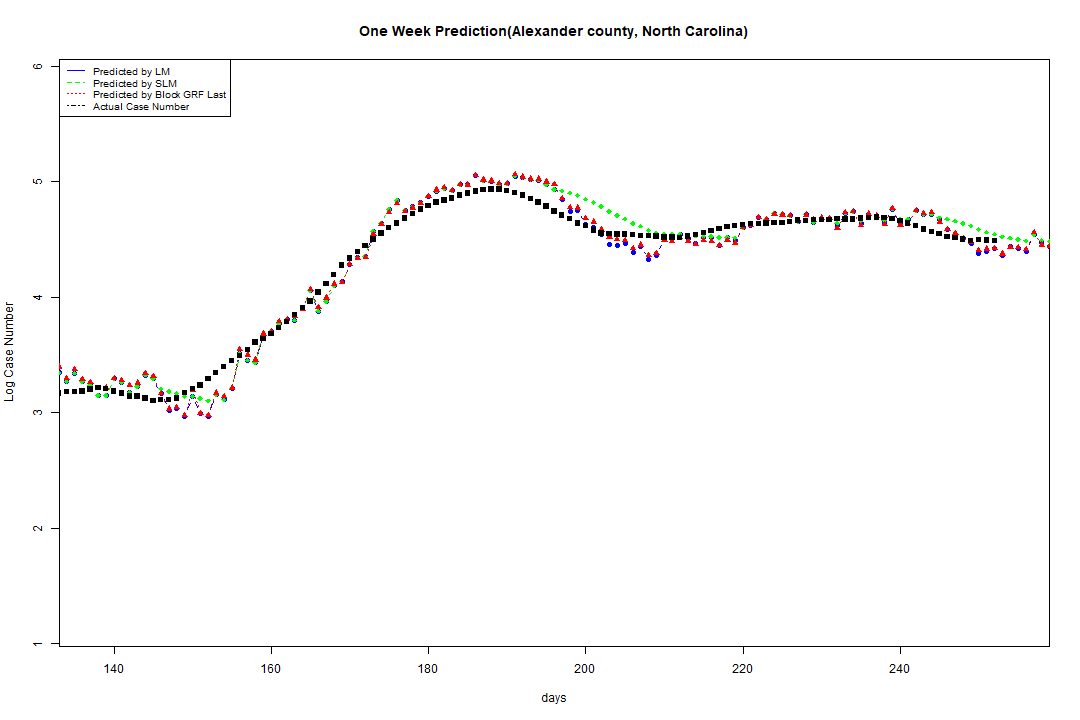 One Week Prediction(Alexander county, North Carolina)
Predicted by LM
Predicted by SLM
Predicted by Block GRF Last
Actual Case Number
6
5
4
3
2
1
Log Case Number
140 160 180 200 220 240
days